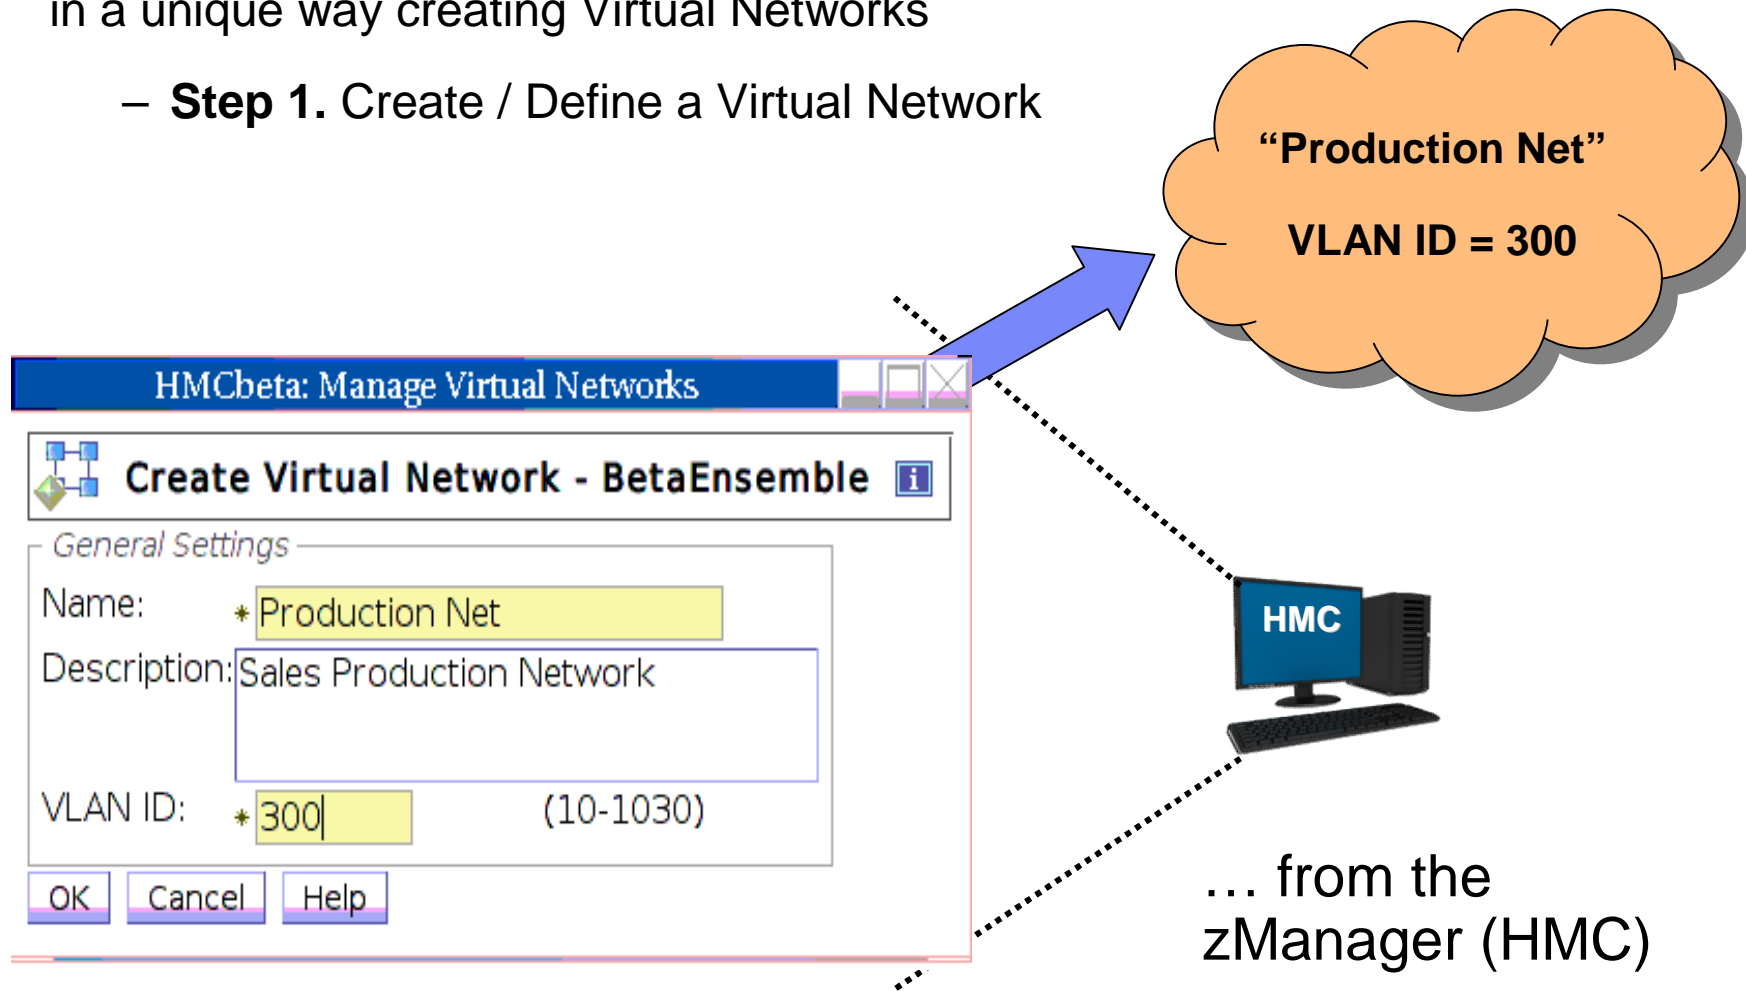 in a unique way creating Virtual Networks
– Step 1. Create / Define a Virtual Network
“Production Net”
VLAN ID = 300
HMCbeta: Manage Virtual Networks
Create Virtual Network - BetaEnsemble i
General Settings
Name: * Production Net
Description: Sales Production Network
VLAN ID: * 300 (10-1030)
OK Cancel Help
HMC
… from the
zManager (HMC)